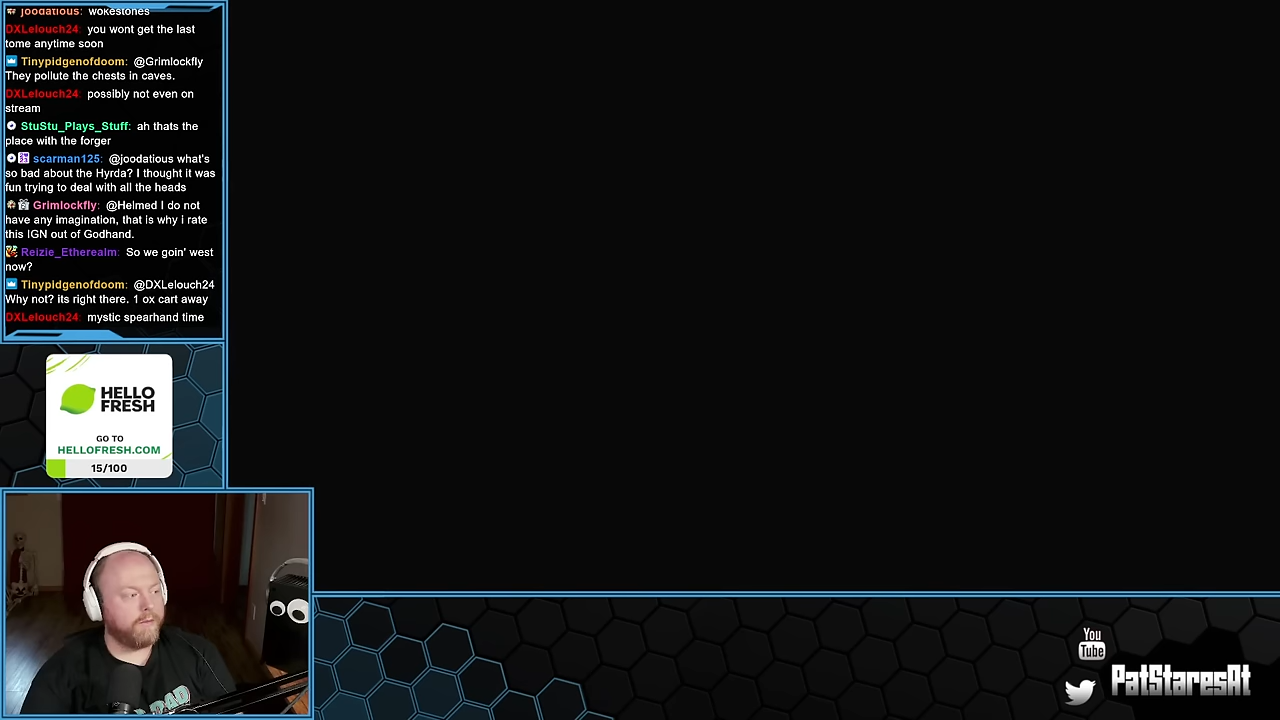 joodatious: wokestones
DXLelouch24: you wont get the last
tome anytime soon
Tinypidgenofdoom: @Grimlockfly
They pollute the chests in caves.
DXLelouch24: possibly not even on
stream
StuStu_Plays_Stuff: ah thats the
place with the forger
scarman125: @joodatious what's
so bad about the Hyrda? I thought it was
fun trying to deal with all the heads
Grimlockfly: @Helmed I do not
have any imagination, that is why i rate
this IGN out of Godhand.
Reizie_Etherealm: So we goin' west
now?
Tinypidgenofdoom: @DXLelouch24
Why not? its right there. 1 ox cart away
DXLelouch24: mystic spearhand time
HELLO
FRESH
GO TO
HELLOFRESH.COM
15/100
You
Tube
PatStaresAt